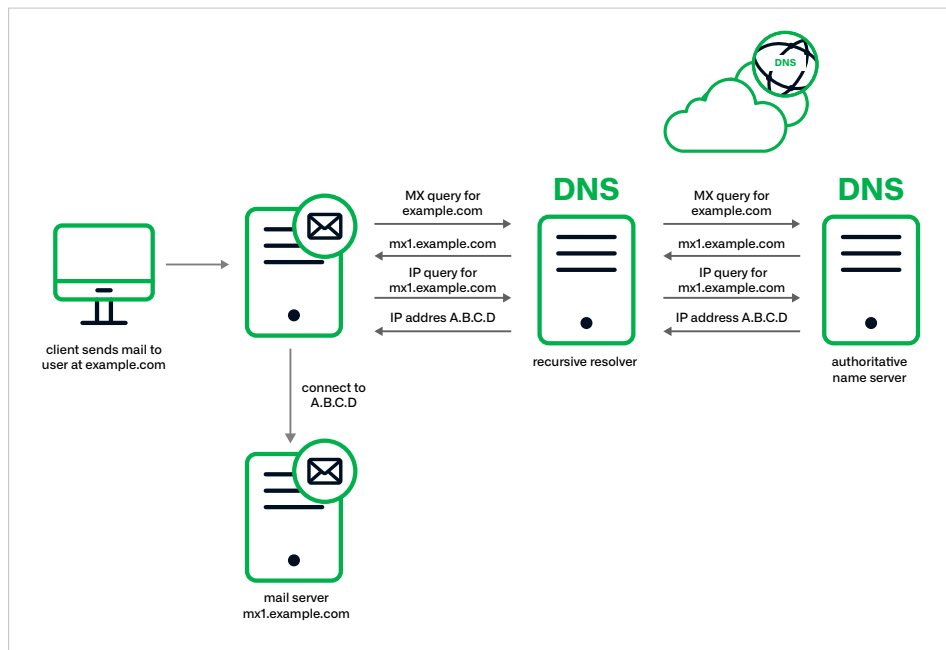 DNS
DNS
DNS
MX query for
example.com
mx1.example.com
IP query for
mx1.example.com
IP addres A.B.C.D
MX query for
example.com
mx1.example.com
IP query for
mx1.example.com
IP address A.B.C.D
client sends mail to
user at example.com
recursive resolver
authoritative
name server
connect to
A.B.C.D
mail server
mx1.example.com